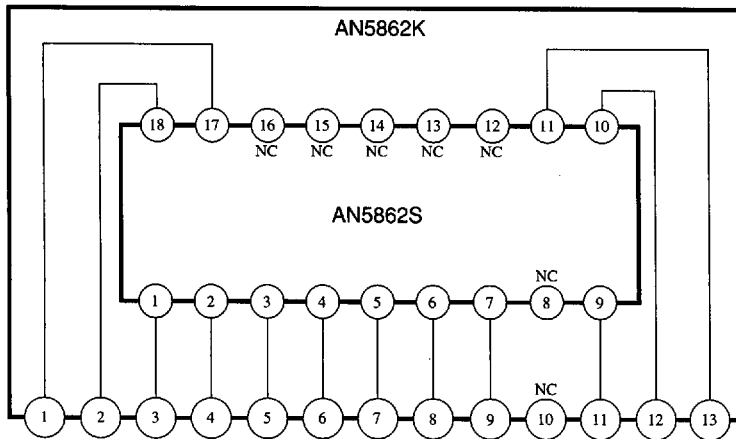 AN5862K
18 17 16 15 14 13 12 11 10
NC NC NC NC NC
AN5862S
NC
1 2 3 4 5 6 7 8 9
NC
1 2 3 4 5 6 7 8 9 10 11 12 13